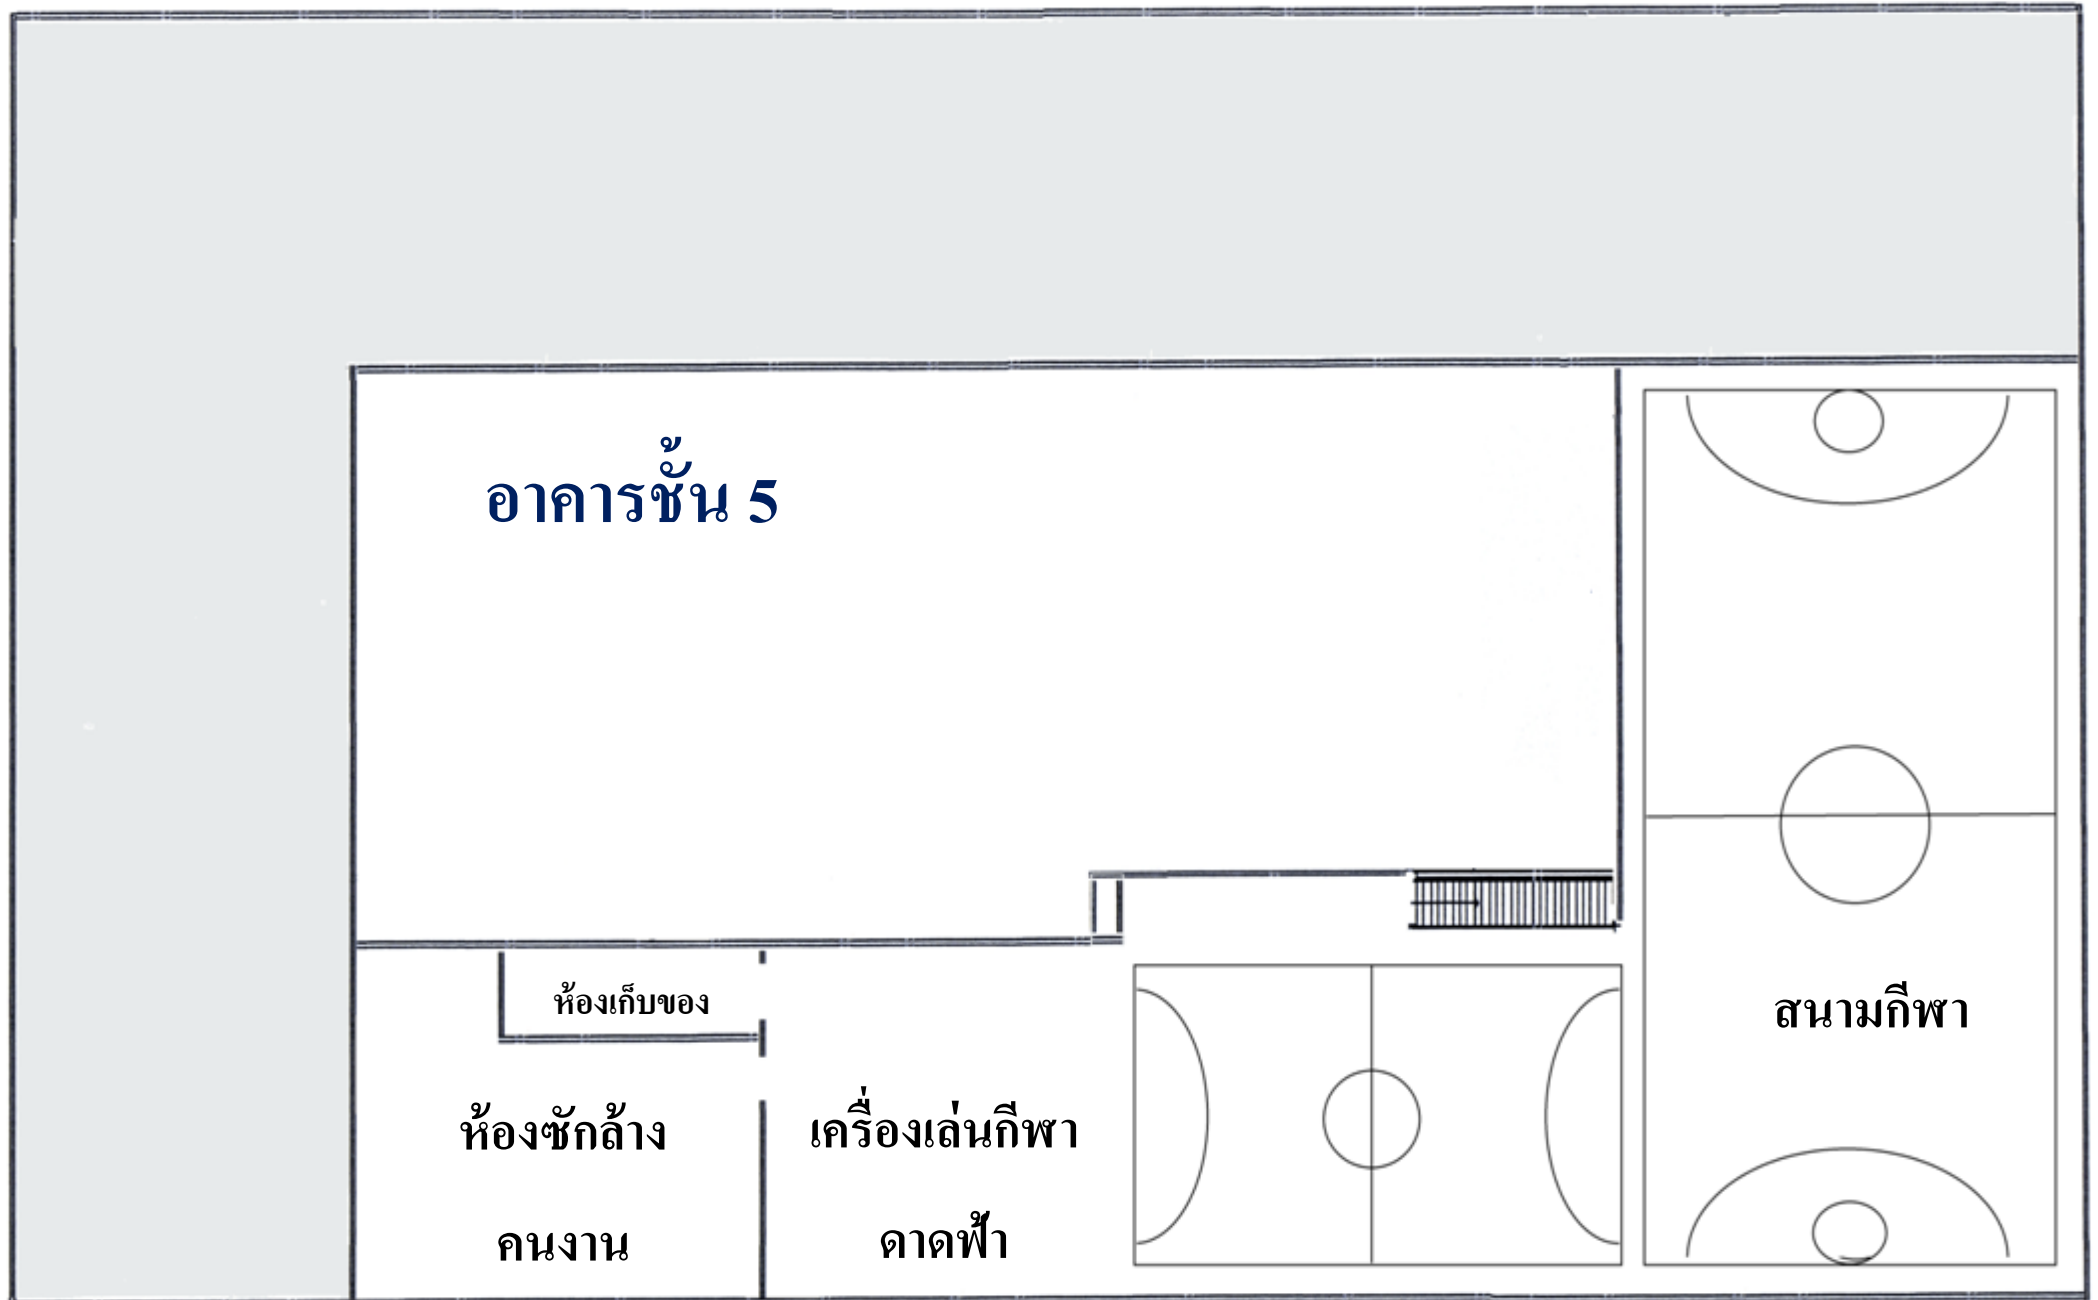 อาคารชั้น 5
ห้องเก็บของ
สนามกีฬา
ห้องซักล้าง
คนงาน
เครื่องเล่นกีฬา
ดาดฟ้า